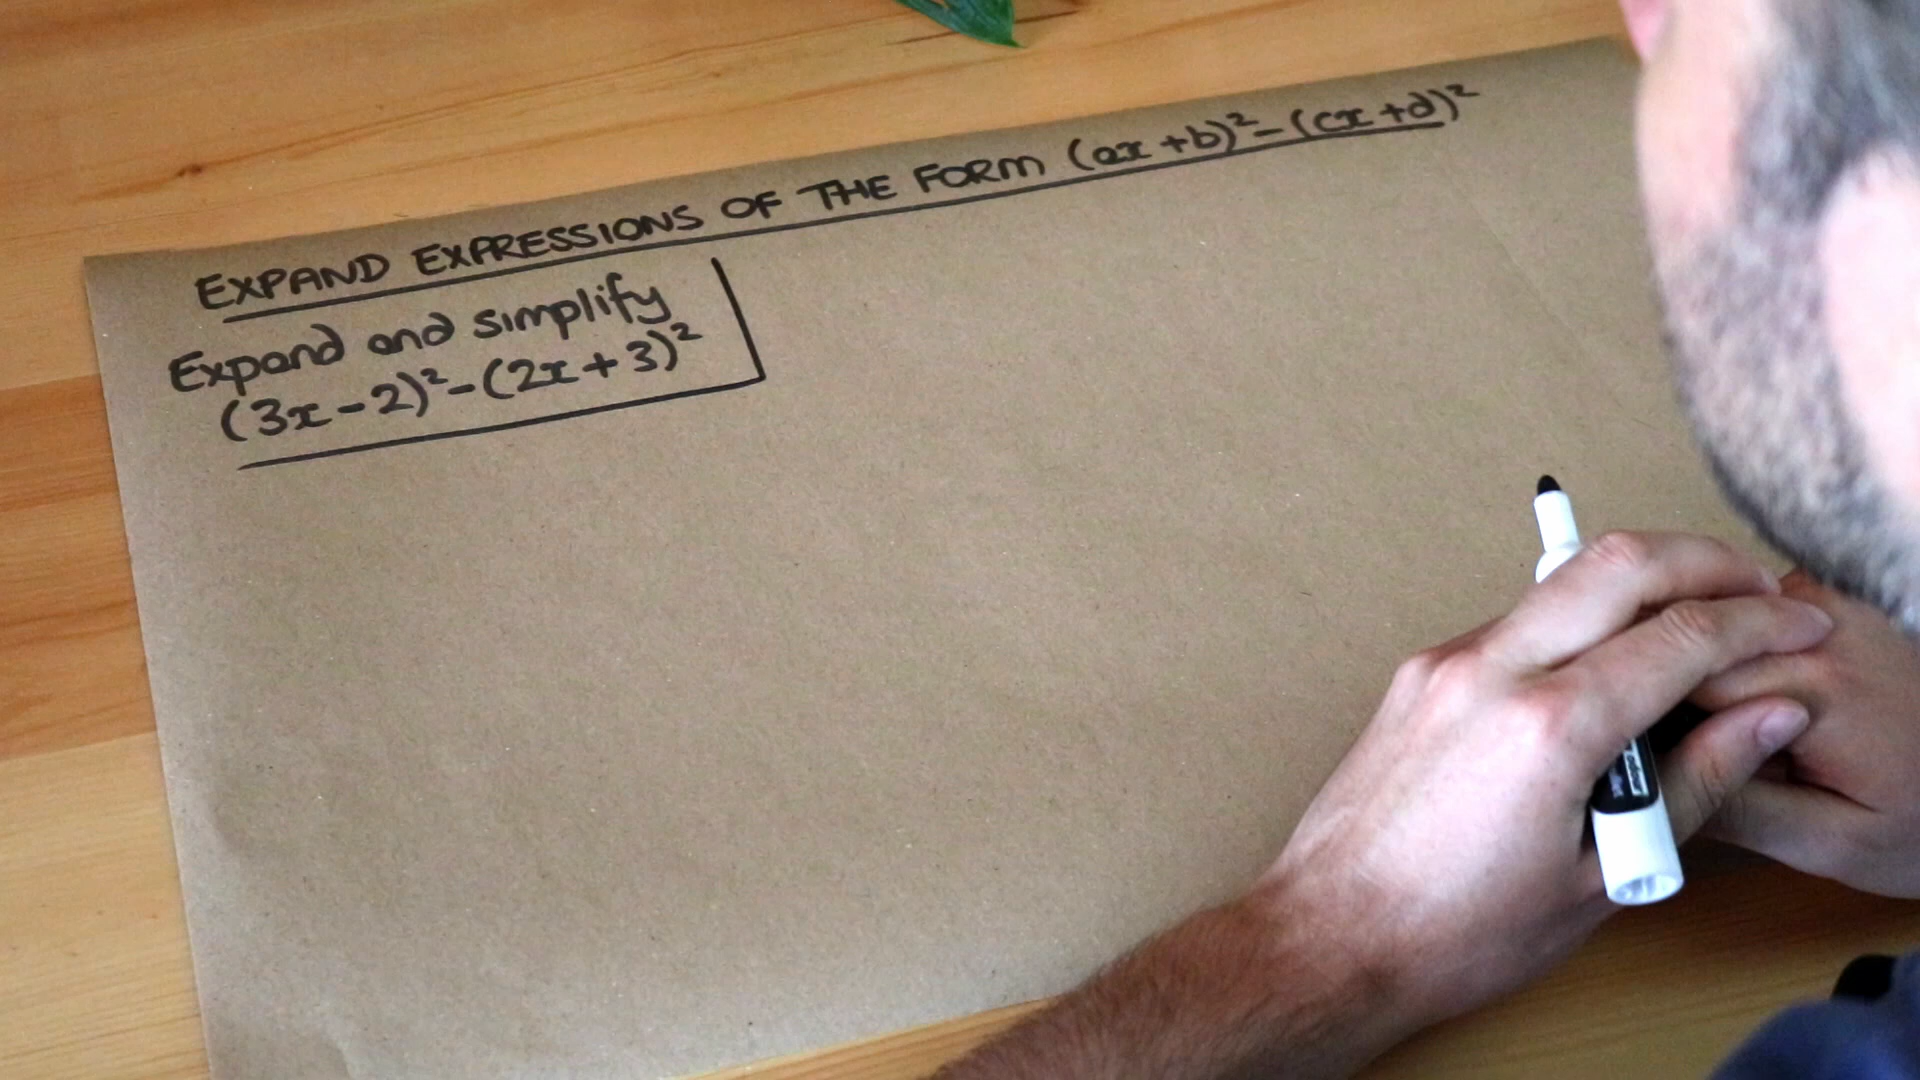 EXPAND EXPRESSIONS OF THE FORM (ax+b)²-(cx+d)²
Expand and simplify
(3x-2)²-(2x+3)²